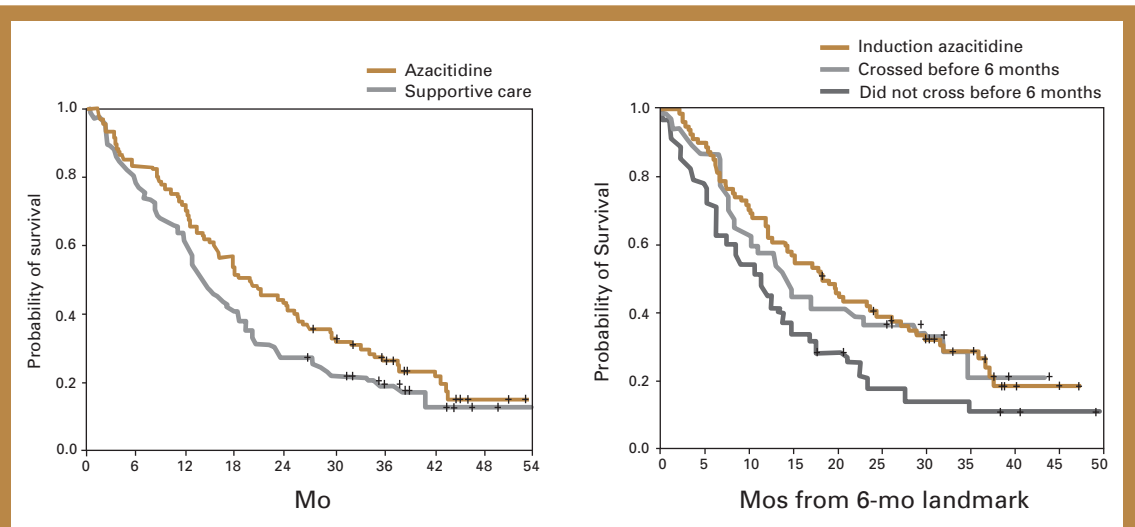 Azacitidine
Supportive care
1.0
0.8
0.6
0.4
0.2
0.0
Probability of survival
0 6 12 18 24 30 36 42 48 54
Mo
Induction azacitidine
Crossed before 6 months
Did not cross before 6 months
1.0
0.8
0.6
0.4
0.2
0.0
Probability of Survival
0 5 10 15 20 25 30 35 40 45 50
Mos from 6-mo landmark